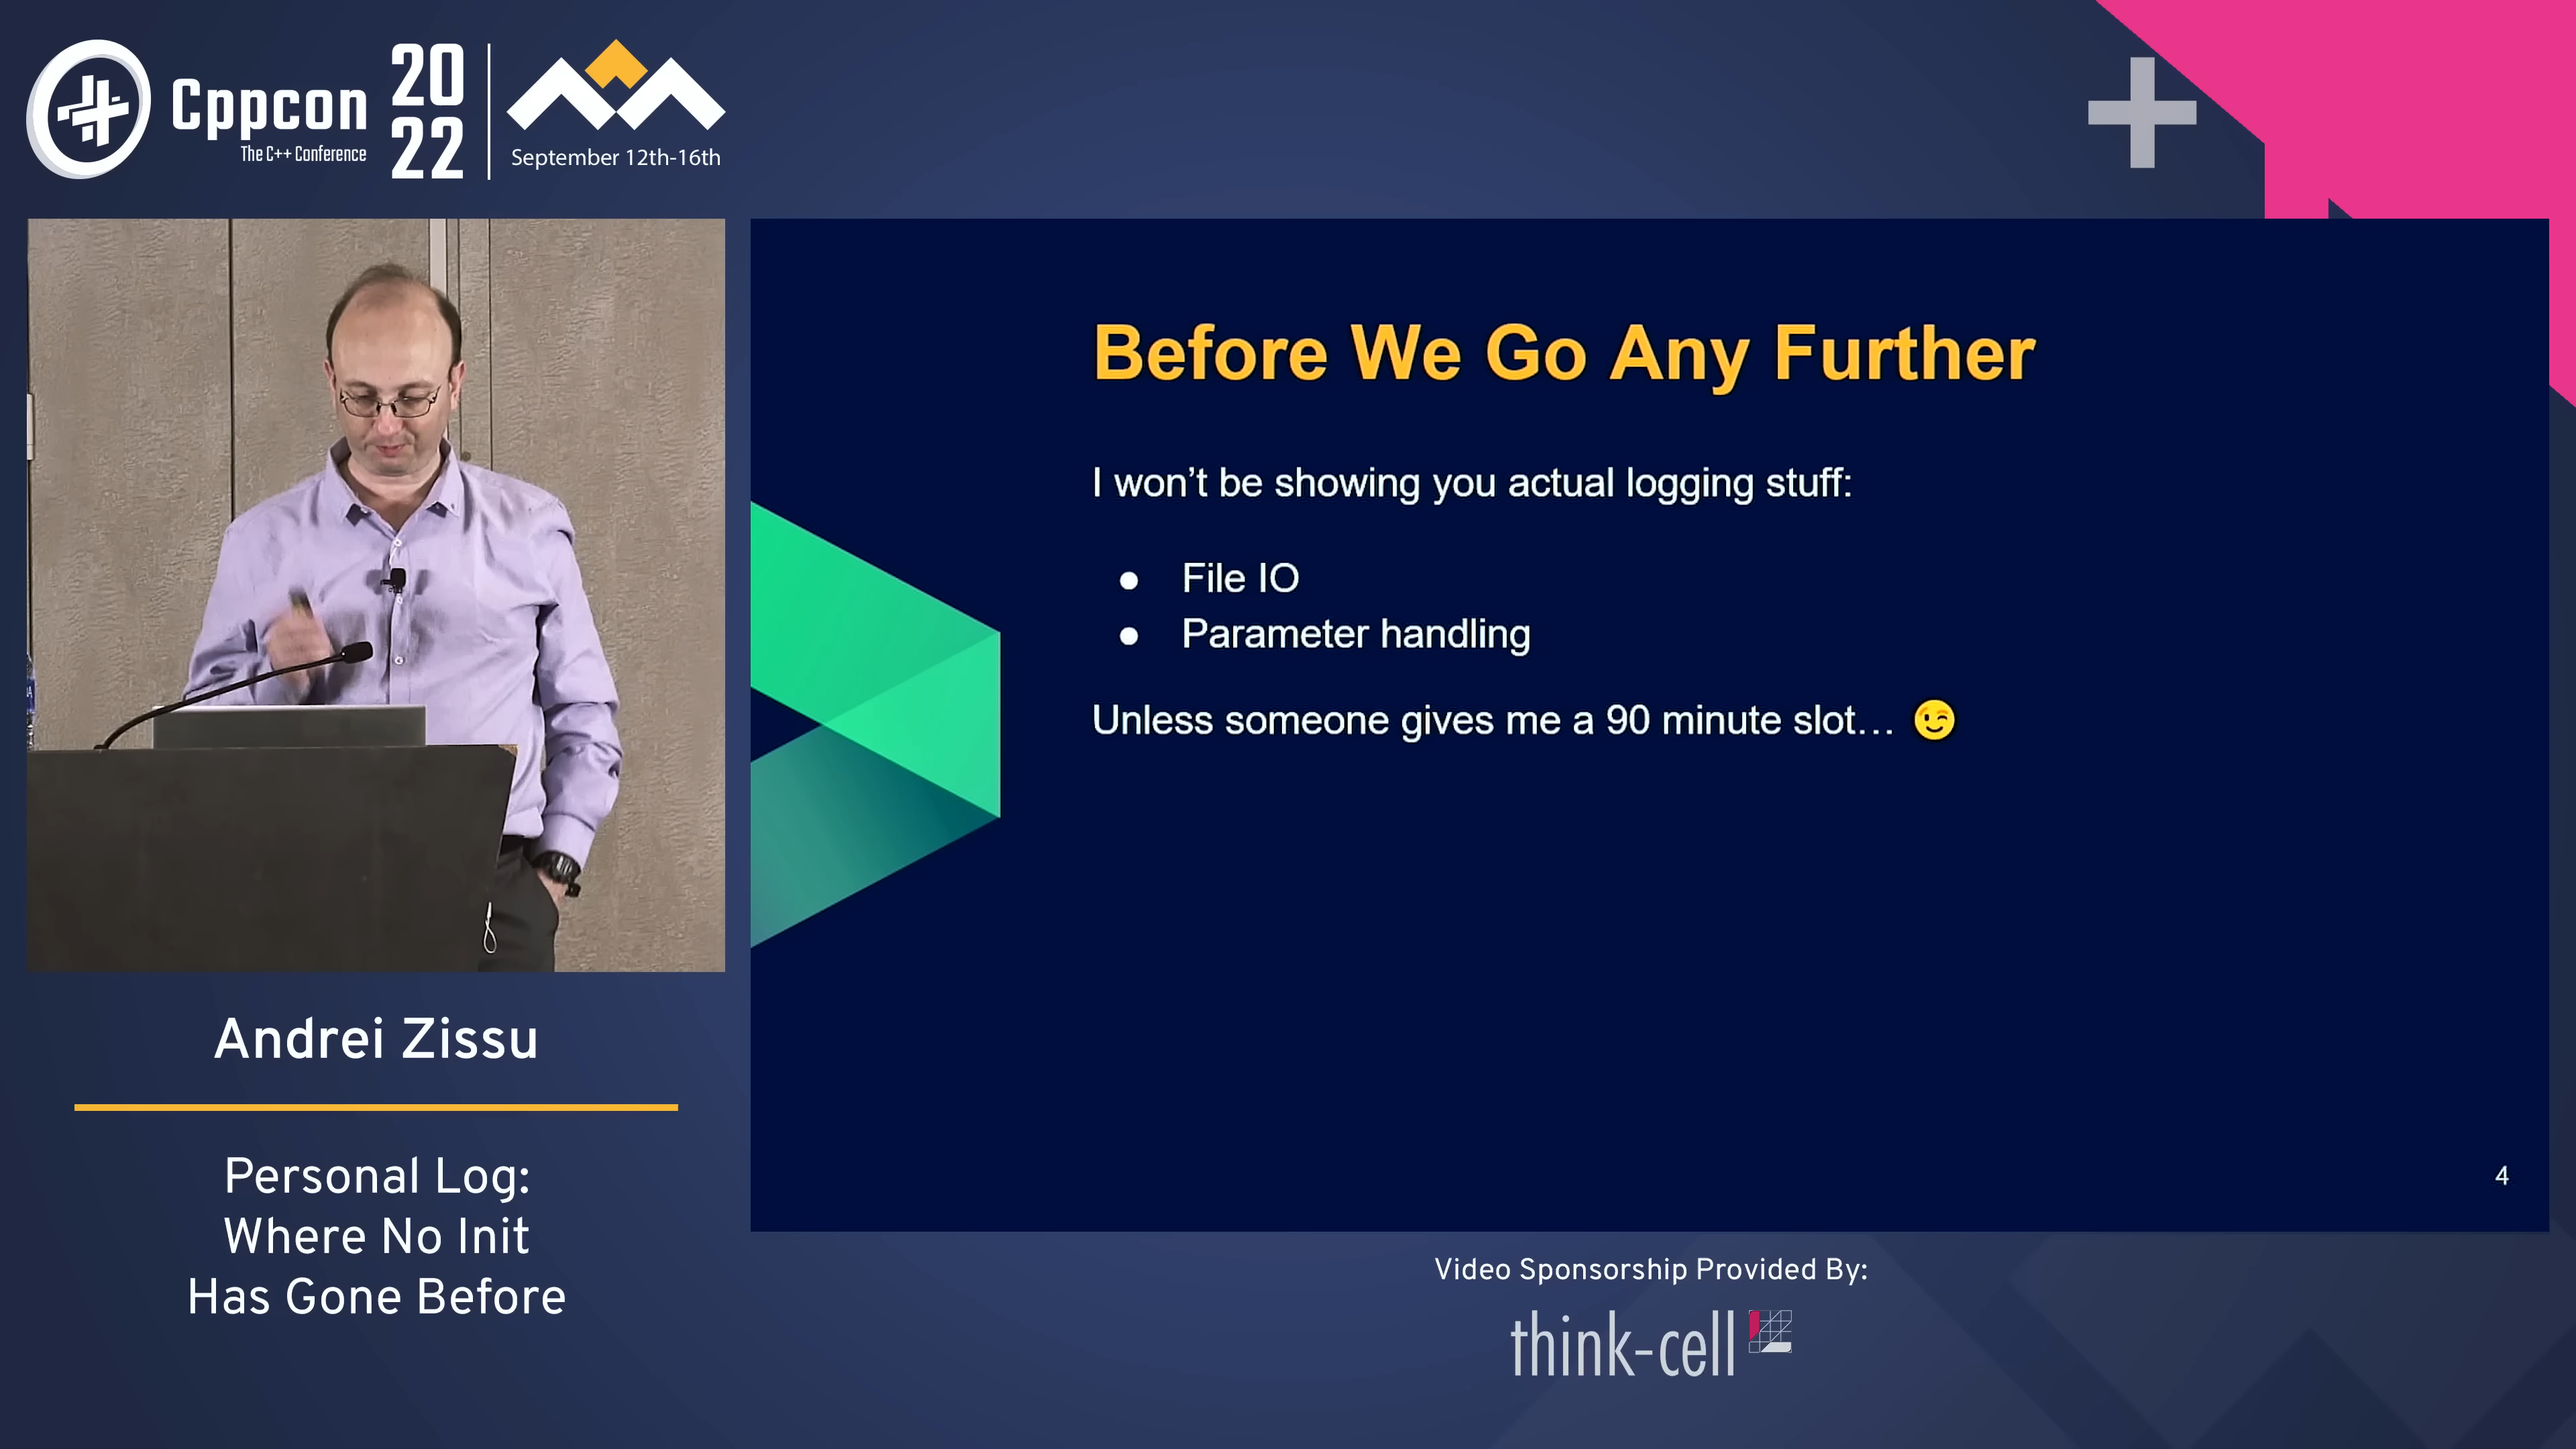 Cppcon
The C++ Conference
20
22
September 12th-16th
Before We Go Any Further
I won’t be showing you actual logging stuff:
● File IO
● Parameter handling
Unless someone gives me a 90 minute slot… 😉
4
Andrei Zissu
Personal Log:
Where No Init
Has Gone Before
Video Sponsorship Provided By:
think-cell